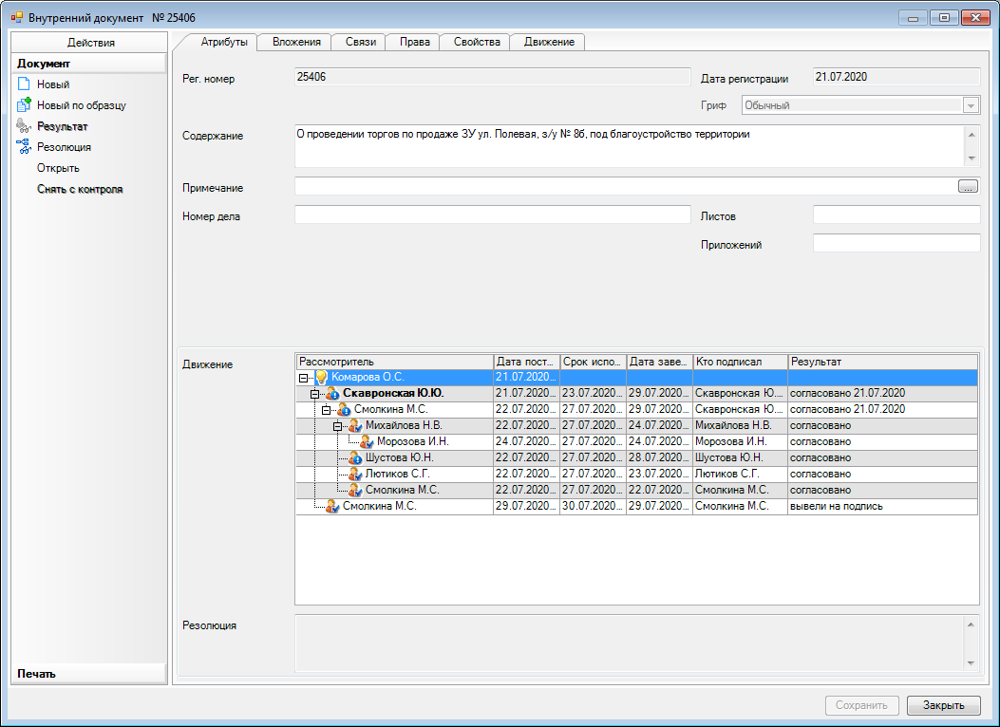 Внутренний документ № 25406
Действия
Документ
Новый
Новый по образцу
Результат
Резолюция
Открыть
Снять с контроля
Печать
Атрибуты Вложения Связи Права Свойства Движение
Рег. номер 25406 Дата регистрации 21.07.2020
Гриф Обычный
Содержание О проведении торгов по продаже ЗУ ул. Полевая, з/у № 8б, под благоустройство территории
Примечание ...
Номер дела Листов
Приложений
Движение
Рассмотритель Дата пост... Срок испо... Дата заве... Кто подписал Результат
Комарова О.С. 21.07.2020...
Скавронская Ю.Ю. 21.07.2020... 23.07.2020... 29.07.2020... Скавронская Ю.... согласовано 21.07.2020
Смолкина М.С. 22.07.2020... 27.07.2020... 29.07.2020... Скавронская Ю.... согласовано 21.07.2020
Михайлова Н.В. 22.07.2020... 27.07.2020... 24.07.2020... Михайлова Н.В. согласовано
Морозова И.Н. 24.07.2020... 27.07.2020... 24.07.2020... Морозова И.Н. согласовано
Шустова Ю.Н. 22.07.2020... 27.07.2020... 28.07.2020... Шустова Ю.Н. согласовано
Лютиков С.Г. 22.07.2020... 27.07.2020... 23.07.2020... Лютиков С.Г. согласовано
Смолкина М.С. 22.07.2020... 27.07.2020... 22.07.2020... Смолкина М.С. согласовано
Смолкина М.С. 29.07.2020... 30.07.2020... 29.07.2020... Смолкина М.С. вывели на подпись
Резолюция
Сохранить Закрыть